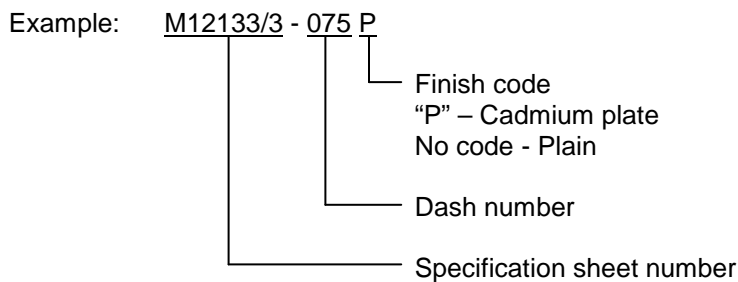 Example: M12133/3 - 075 P
Finish code
“P” – Cadmium plate
No code - Plain
Dash number
Specification sheet number